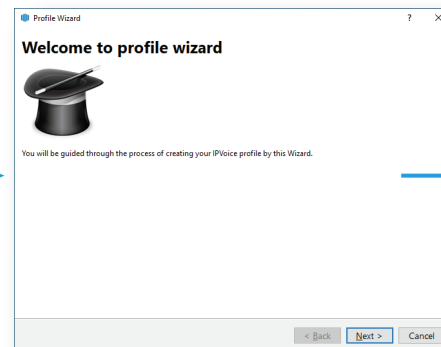 Profile Wizard ? ×
Welcome to profile wizard
You will be guided through the process of creating your IPVoice profile by this Wizard.
< Back Next > Cancel